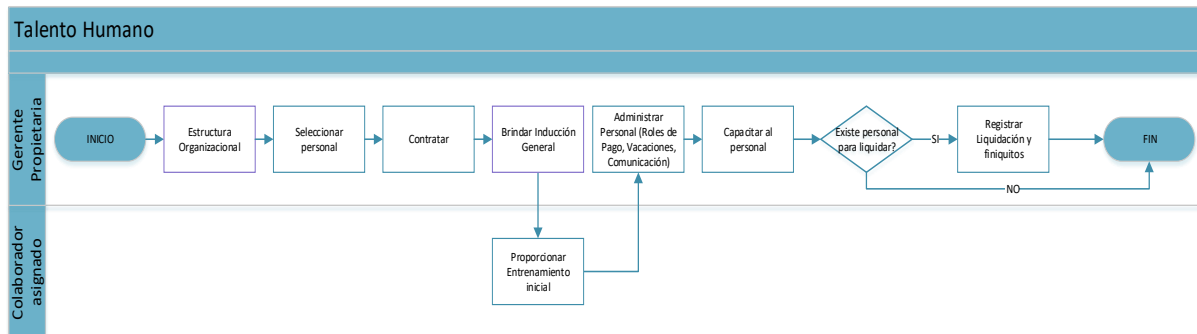 Talento Humano
Gerente
Propietaria
INICIO
Estructura
Organizacional
Seleccionar
personal
Contratar
Brindar Inducción
General
Administrar
Personal (Roles de
Pago, Vacaciones,
Comunicación)
Capacitar al
personal
Existe personal
para liquidar?
SI
Registrar
Liquidación y
finiquitos
FIN
NO
Colaborador
asignado
Proporcionar
Entrenamiento
inicial